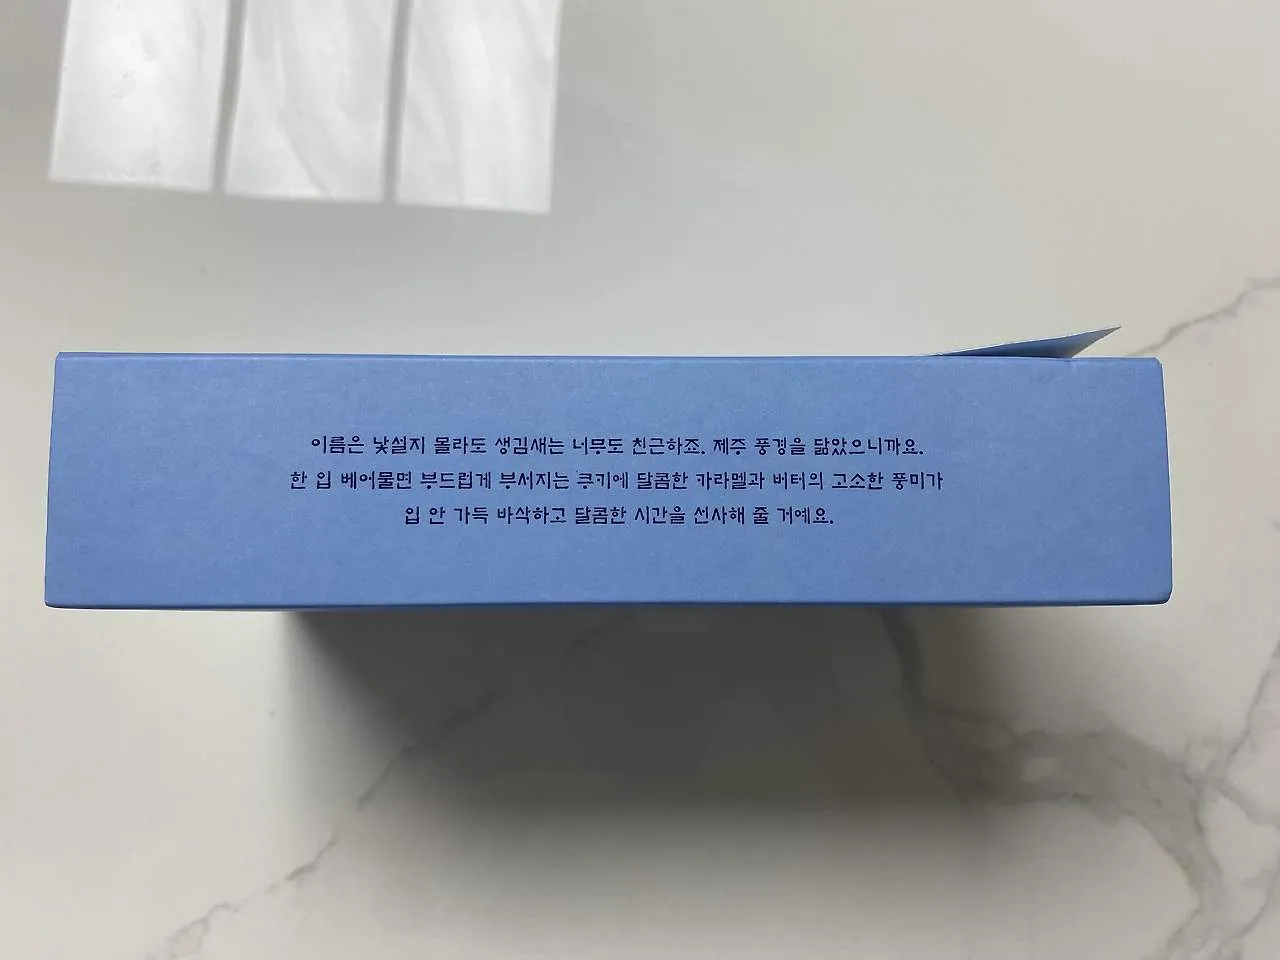 이름은 낯설지 몰라도 생김새는 너무도 친근하죠. 제주 풍경을 닮았으니까요.
한 입 베어물면 부드럽게 부서지는 쿠키에 달콤한 카라멜과 버터의 고소한 풍미가
입 안 가득 바삭하고 달콤한 시간을 선사해 줄 거예요.